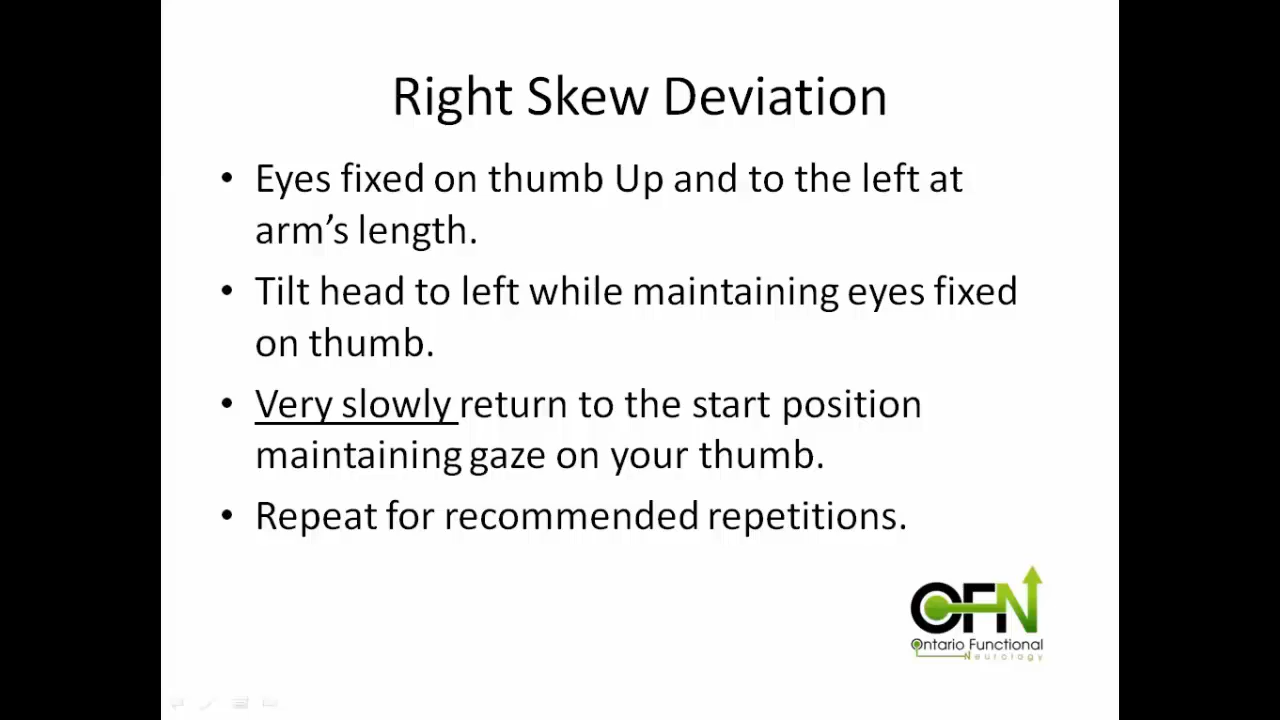 Right Skew Deviation
• Eyes fixed on thumb Up and to the left at
arm’s length.
• Tilt head to left while maintaining eyes fixed
on thumb.
• Very slowly return to the start position
maintaining gaze on your thumb.
• Repeat for recommended repetitions.
OFN
Ontario Functional
Neurology